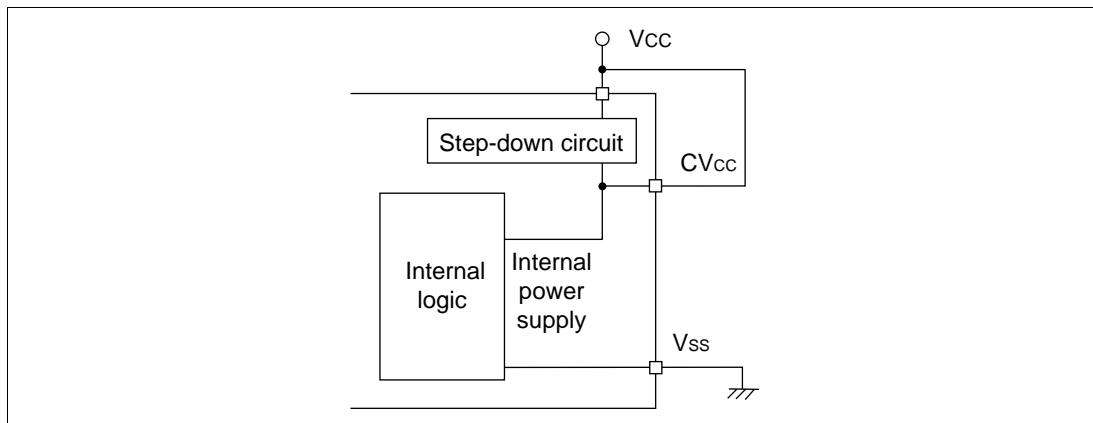 VCC
Step-down circuit
CVCC
Internal
logic
Internal
power
supply
VSS